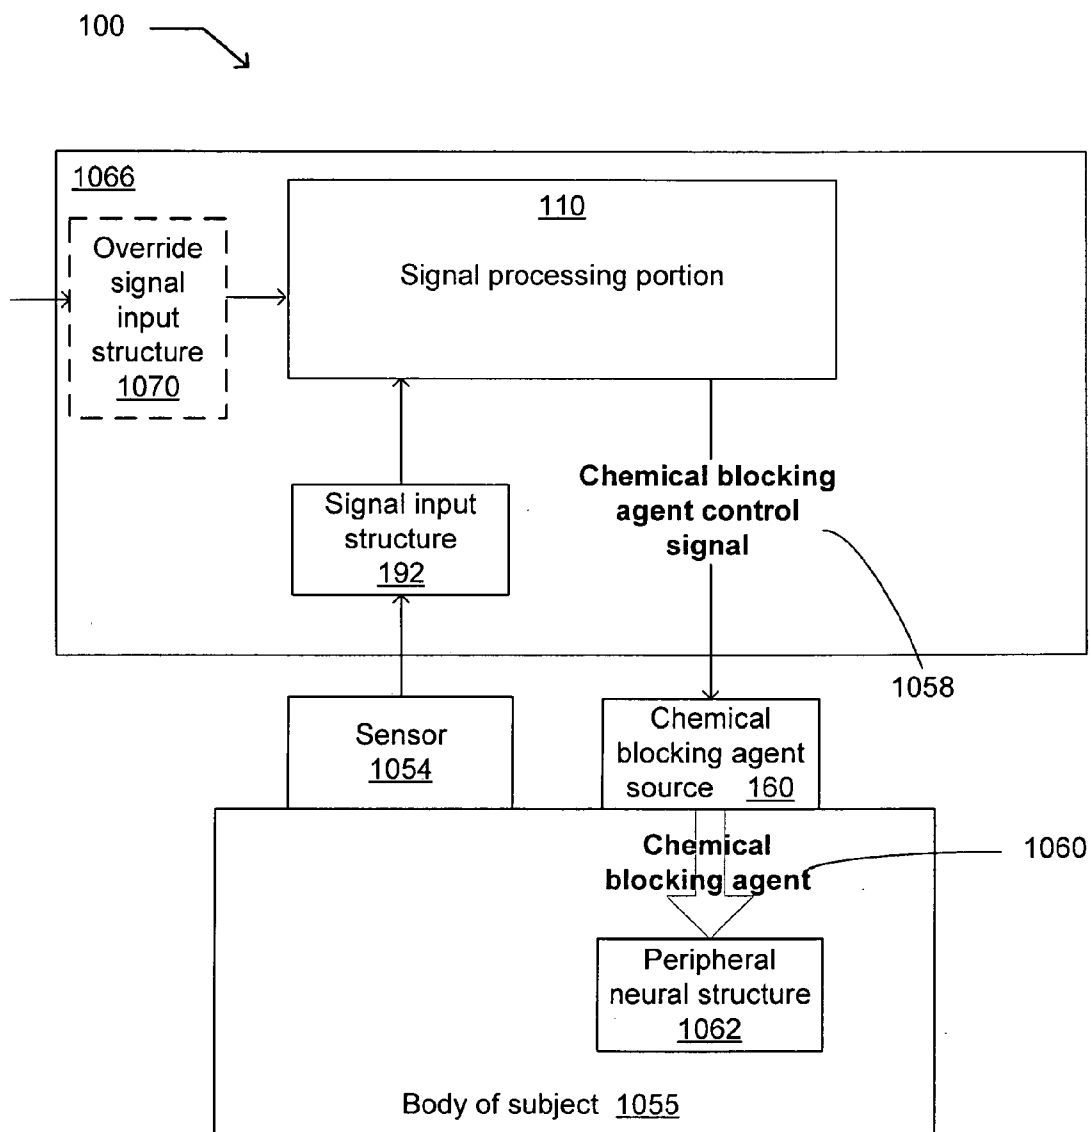 100
1066
110
Signal processing portion
Override
signal
input
structure
1070
Signal input
structure
192
Chemical blocking
agent control
signal
1058
Sensor
1054
Chemical
blocking agent
source 160
Chemical
blocking agent
1060
Peripheral
neural structure
1062
Body of subject 1055